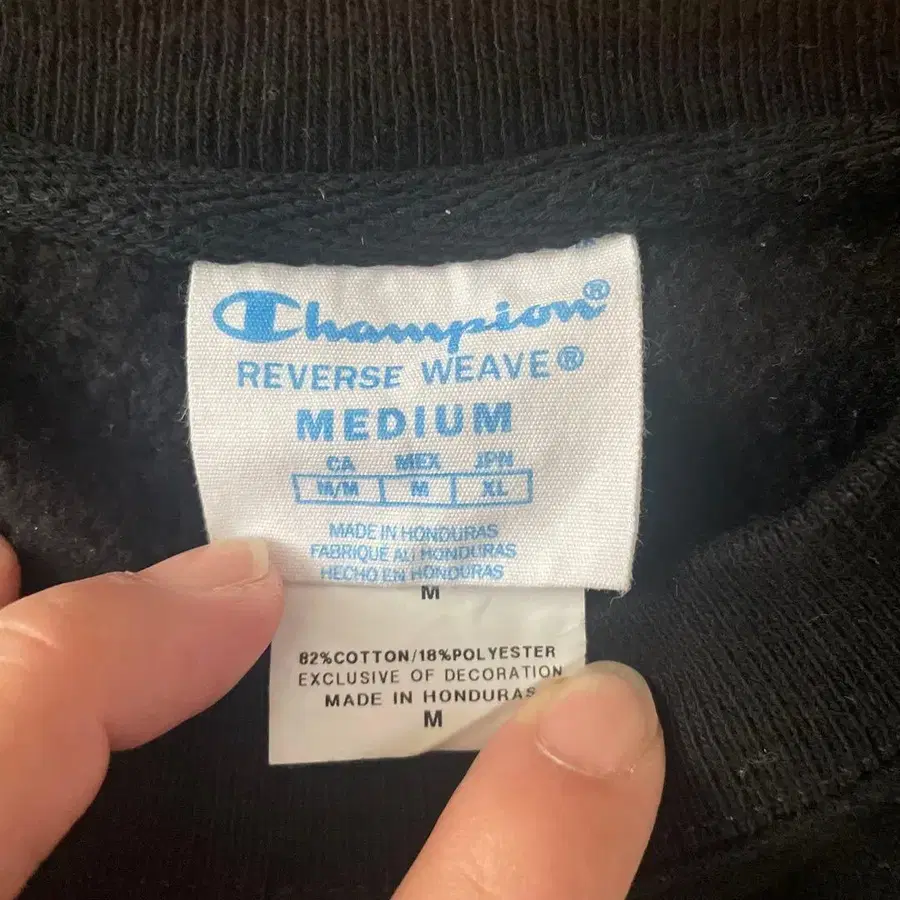 Champion®
REVERSE WEAVE®
MEDIUM
CA MEX JPN
M/M M XL
MADE IN HONDURAS
FABRIQUÉ AU HONDURAS
HECHO EN HONDURAS
M
82%COTTON/18%POLYESTER
EXCLUSIVE OF DECORATION
MADE IN HONDURAS
M